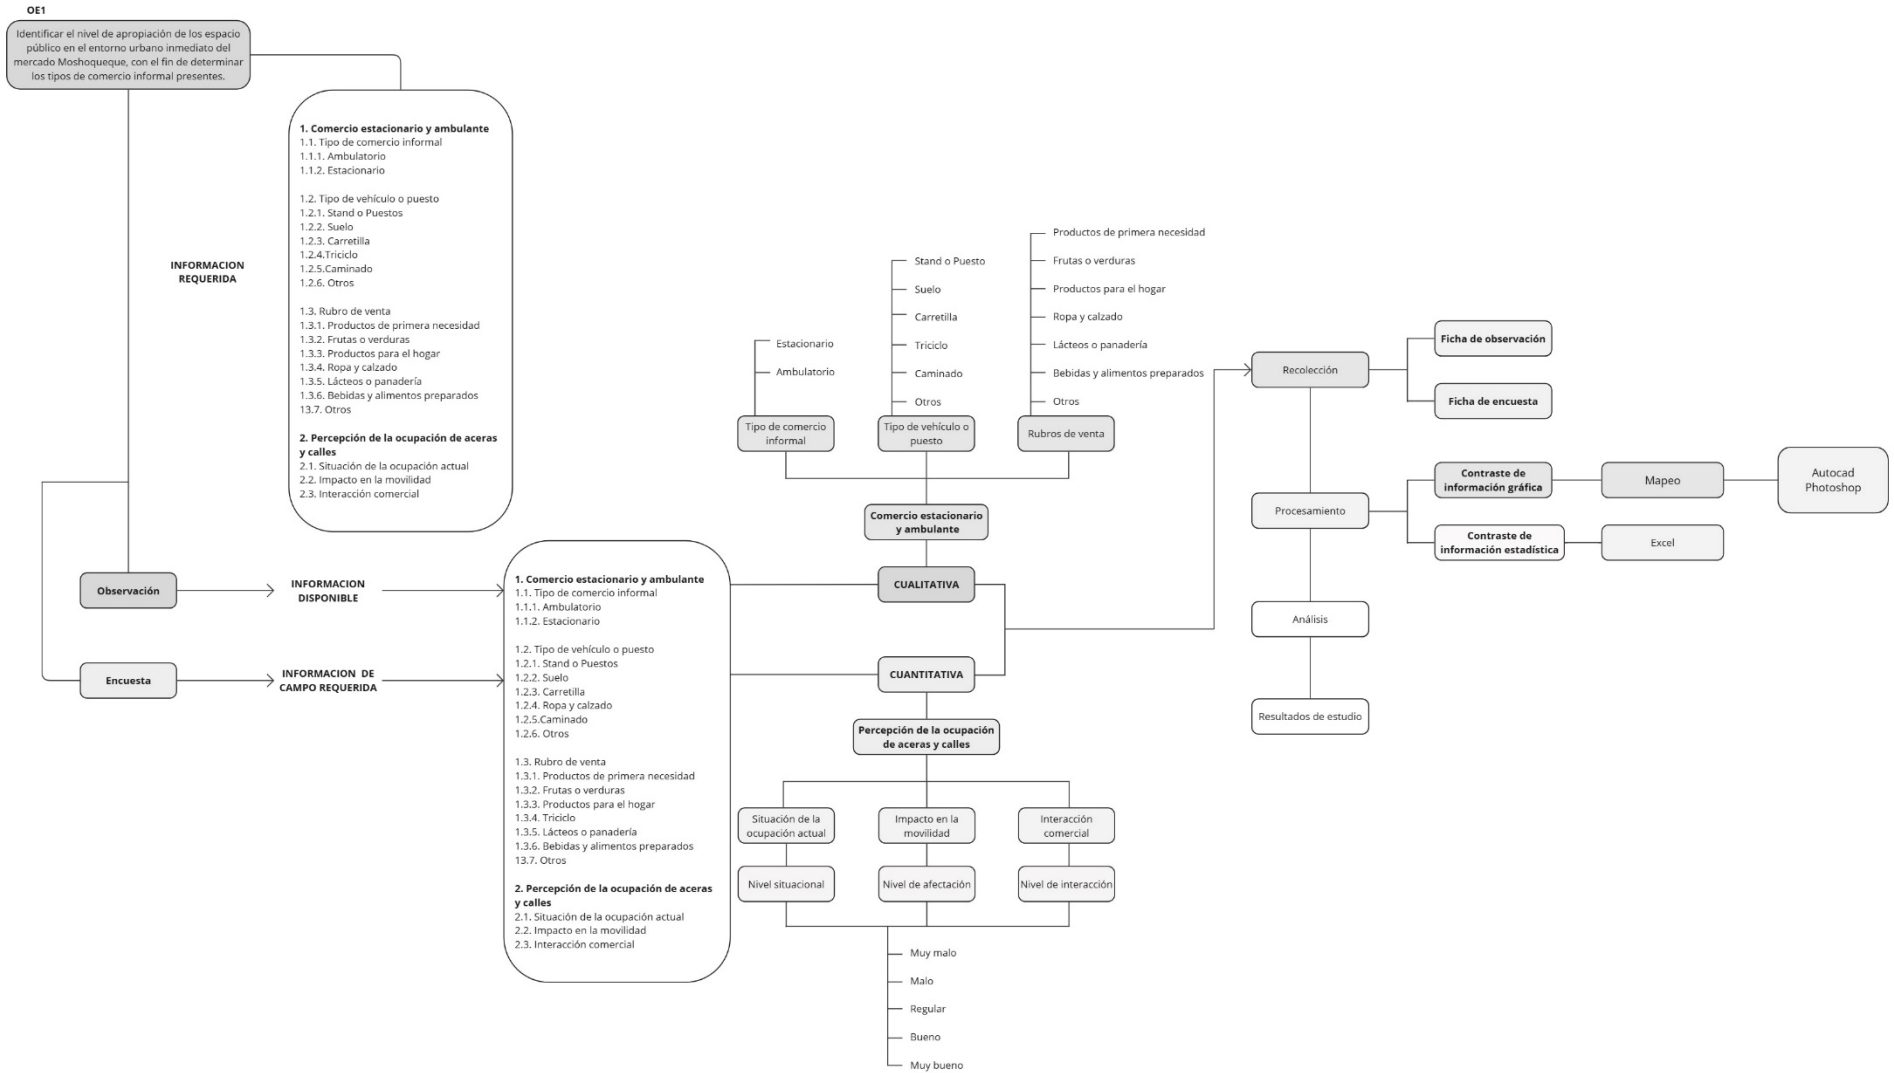 OE1
Identificar el nivel de apropiación de los espacio
público en el entorno urbano inmediato del
mercado Moshoqueque, con el fin de determinar
los tipos de comercio informal presentes.
INFORMACION
REQUERIDA
1. Comercio estacionario y ambulante
1.1. Tipo de comercio informal
1.1.1. Ambulatorio
1.1.2. Estacionario
1.2. Tipo de vehículo o puesto
1.2.1. Stand o Puestos
1.2.2. Suelo
1.2.3. Carretilla
1.2.4.Triciclo
1.2.5.Caminado
1.2.6. Otros
1.3. Rubro de venta
1.3.1. Productos de primera necesidad
1.3.2. Frutas o verduras
1.3.3. Productos para el hogar
1.3.4. Ropa y calzado
1.3.5. Lácteos o panadería
1.3.6. Bebidas y alimentos preparados
13.7. Otros
2. Percepción de la ocupación de aceras
y calles
2.1. Situación de la ocupación actual
2.2. Impacto en la movilidad
2.3. Interacción comercial
Observación
INFORMACION
DISPONIBLE
Encuesta
INFORMACION DE
CAMPO REQUERIDA
1. Comercio estacionario y ambulante
1.1. Tipo de comercio informal
1.1.1. Ambulatorio
1.1.2. Estacionario
1.2. Tipo de vehículo o puesto
1.2.1. Stand o Puestos
1.2.2. Suelo
1.2.3. Carretilla
1.2.4. Ropa y calzado
1.2.5.Caminado
1.2.6. Otros
1.3. Rubro de venta
1.3.1. Productos de primera necesidad
1.3.2. Frutas o verduras
1.3.3. Productos para el hogar
1.3.4. Triciclo
1.3.5. Lácteos o panadería
1.3.6. Bebidas y alimentos preparados
13.7. Otros
2. Percepción de la ocupación de aceras
y calles
2.1. Situación de la ocupación actual
2.2. Impacto en la movilidad
2.3. Interacción comercial
Estacionario
Ambulatorio
Tipo de comercio
informal
Stand o Puesto
Suelo
Carretilla
Triciclo
Caminado
Otros
Tipo de vehículo o
puesto
Productos de primera necesidad
Frutas o verduras
Productos para el hogar
Ropa y calzado
Lácteos o panadería
Bebidas y alimentos preparados
Otros
Rubros de venta
Comercio estacionario
y ambulante
CUALITATIVA
CUANTITATIVA
Percepción de la ocupación
de aceras y calles
Situación de la
ocupación actual
Impacto en la
movilidad
Interacción
comercial
Nivel situacional
Nivel de afectación
Nivel de interacción
Muy malo
Malo
Regular
Bueno
Muy bueno
Recolección
Ficha de observación
Ficha de encuesta
Procesamiento
Contraste de
información gráfica
Mapeo
Autocad
Photoshop
Contraste de
información estadística
Excel
Análisis
Resultados de estudio